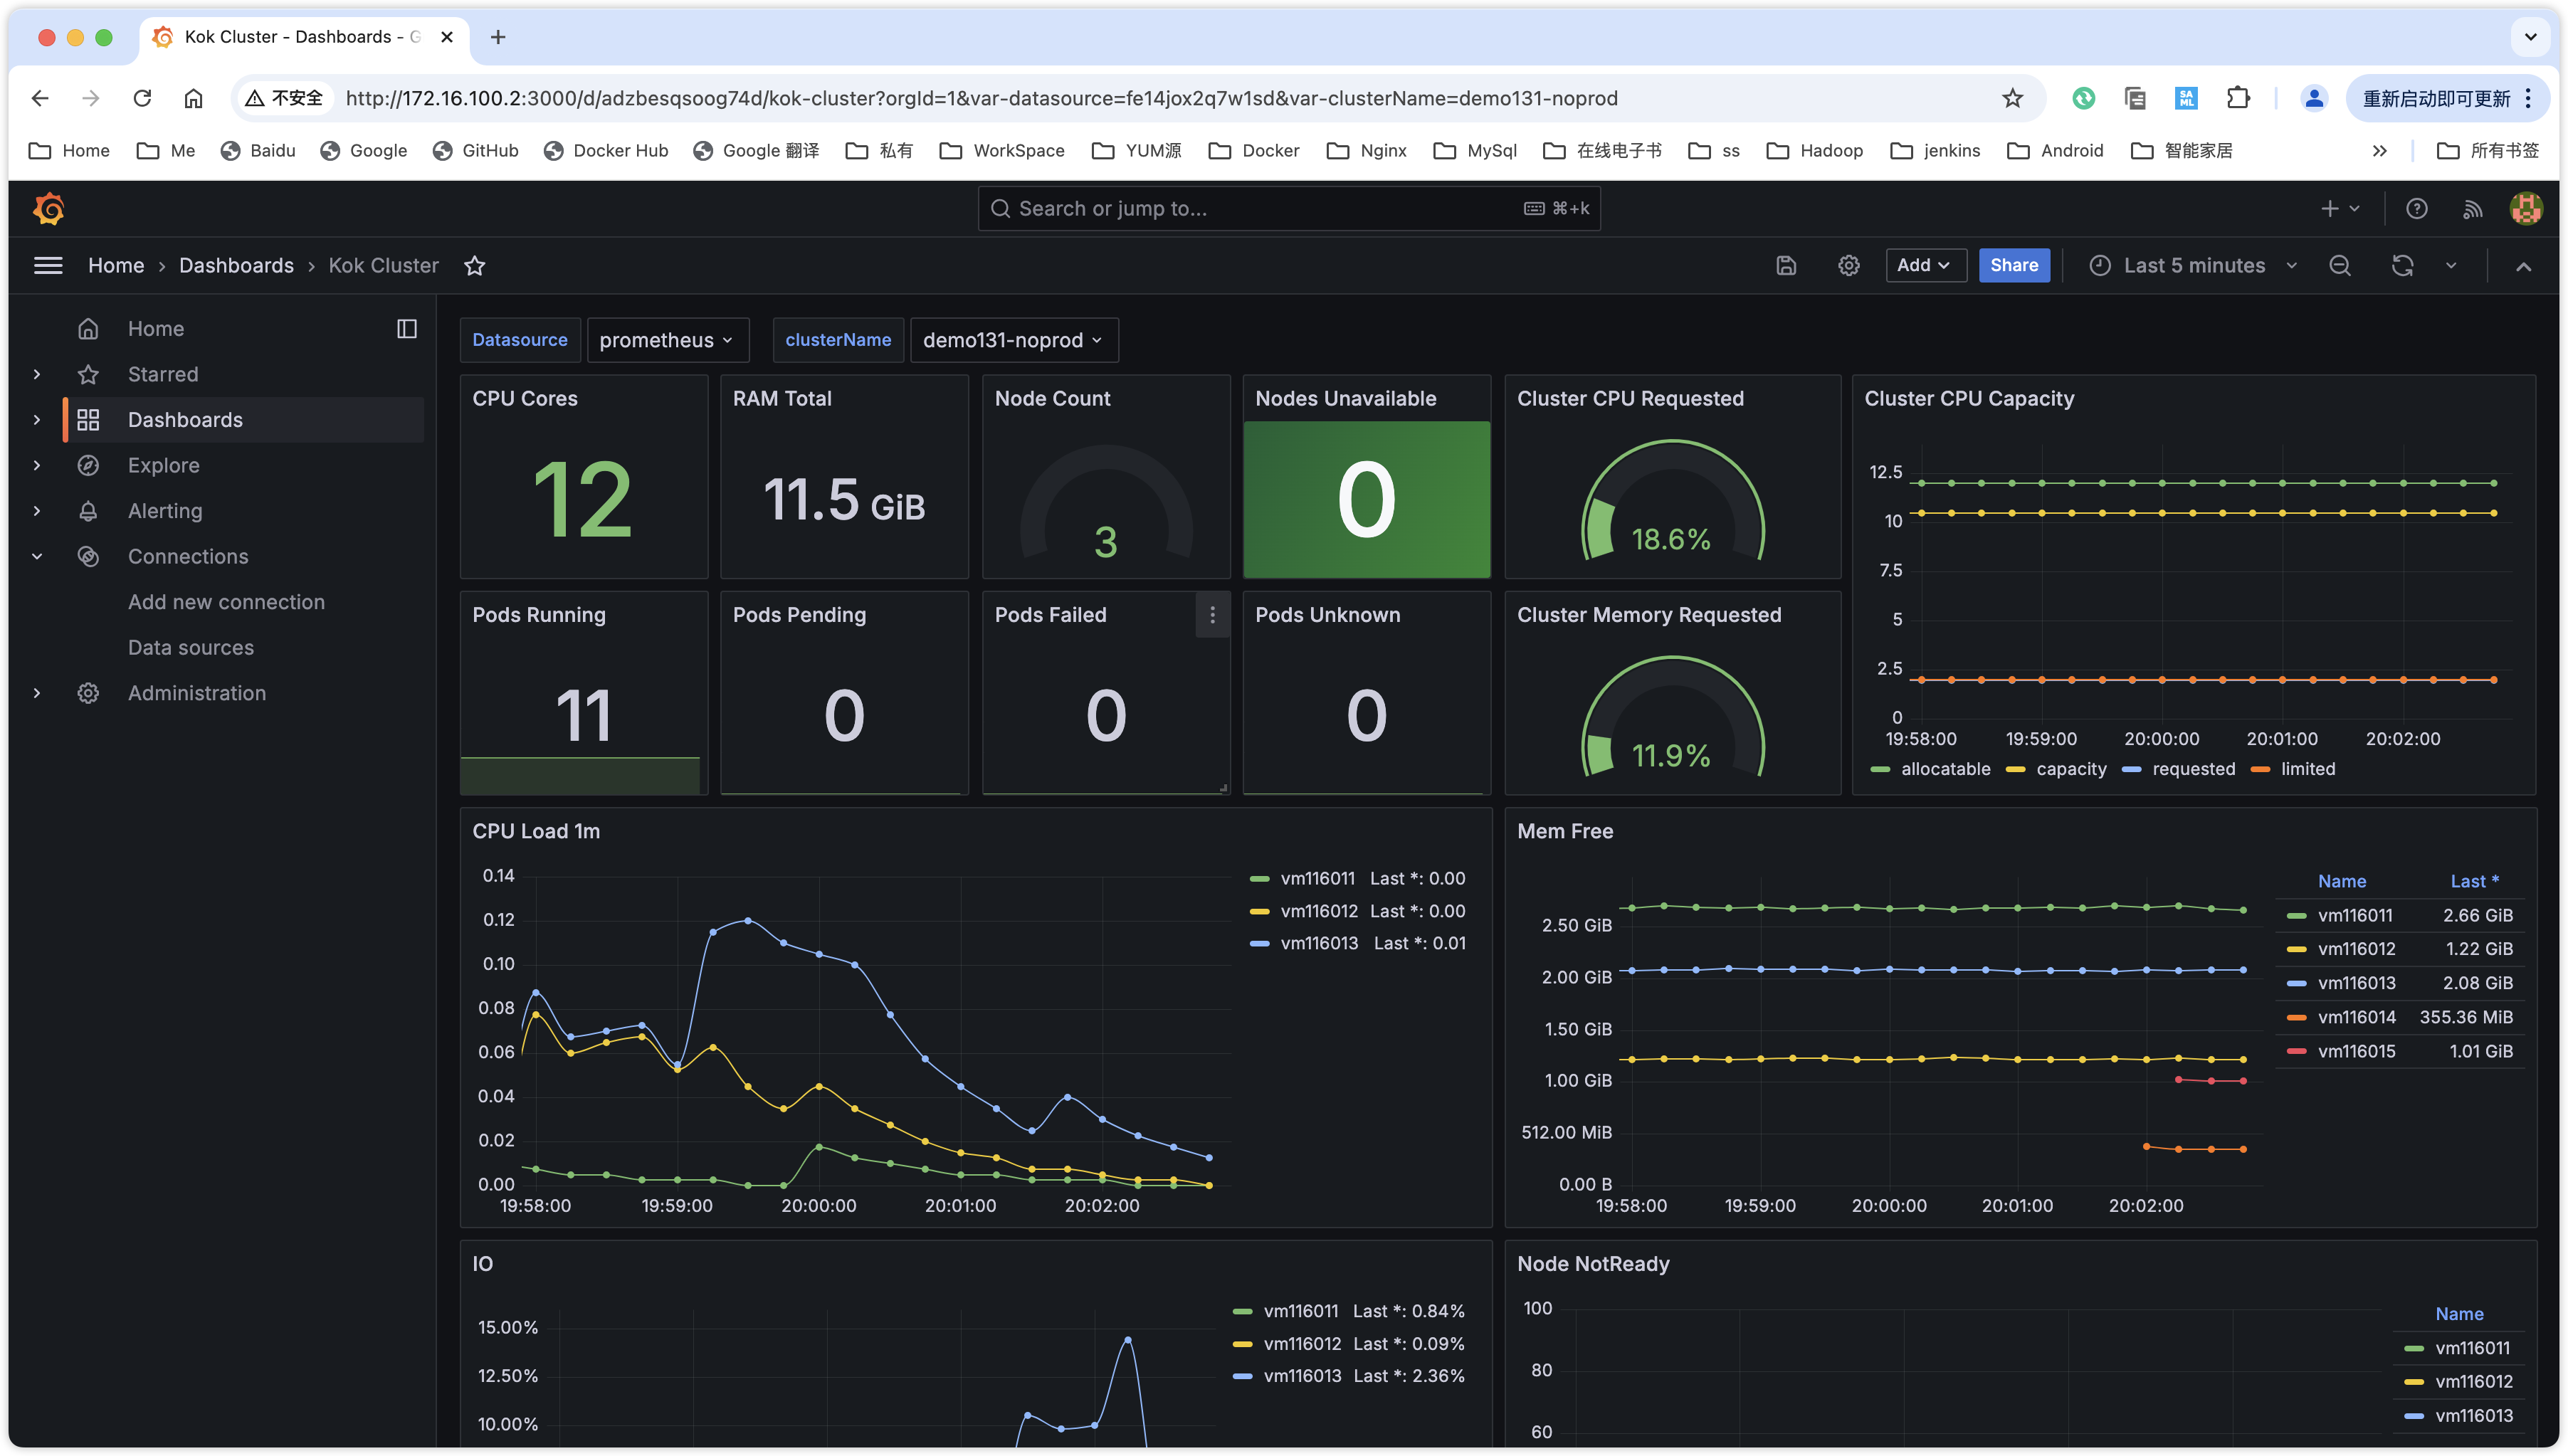 Kok Cluster - Dashboards - G
不安全 http://172.16.100.2:3000/d/adzbesqsoog74d/kok-cluster?orgId=1&var-datasource=fe14jox2q7w1sd&var-clusterName=demo131-noprod
SA ML
重新启动即可更新
Home Me Baidu Google GitHub Docker Hub Google 翻译 私有 WorkSpace YUM源 Docker Nginx MySql 在线电子书 ss Hadoop jenkins Android 智能家居 » 所有书签
Search or jump to... ⌘+k
Home › Dashboards › Kok Cluster
Add Share Last 5 minutes
Home
Starred
Dashboards
Explore
Alerting
Connections
Add new connection
Data sources
Administration
Datasource prometheus clusterName demo131-noprod
CPU Cores
12
RAM Total
11.5 GiB
Node Count
3
Nodes Unavailable
0
Cluster CPU Requested
18.6%
Cluster CPU Capacity
12.5
10
7.5
5
2.5
0
19:58:00 19:59:00 20:00:00 20:01:00 20:02:00
allocatable capacity requested limited
Pods Running
11
Pods Pending
0
Pods Failed
0
Pods Unknown
0
Cluster Memory Requested
11.9%
CPU Load 1m
0.14
0.12
0.10
0.08
0.06
0.04
0.02
0.00
19:58:00 19:59:00 20:00:00 20:01:00 20:02:00
vm116011 Last *: 0.00
vm116012 Last *: 0.00
vm116013 Last *: 0.01
Mem Free
2.50 GiB
2.00 GiB
1.50 GiB
1.00 GiB
512.00 MiB
0.00 B
19:58:00 19:59:00 20:00:00 20:01:00 20:02:00
Name Last *
vm116011 2.66 GiB
vm116012 1.22 GiB
vm116013 2.08 GiB
vm116014 355.36 MiB
vm116015 1.01 GiB
IO
15.00%
12.50%
10.00%
vm116011 Last *: 0.84%
vm116012 Last *: 0.09%
vm116013 Last *: 2.36%
Node NotReady
100
80
60
Name
vm116011
vm116012
vm116013